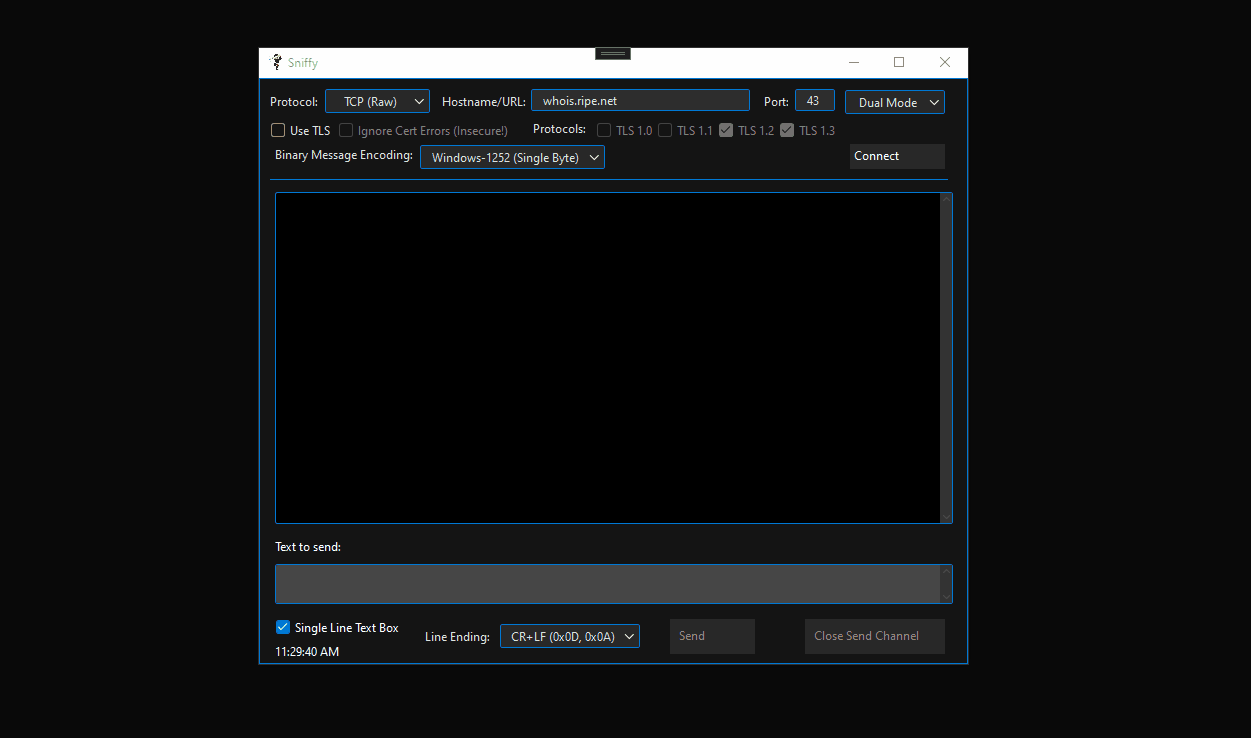 Sniffy
Protocol: TCP (Raw) Hostname/URL: whois.ripe.net Port: 43 Dual Mode
Use TLS Ignore Cert Errors (Insecure!) Protocols: TLS 1.0 TLS 1.1 TLS 1.2 TLS 1.3
Binary Message Encoding: Windows-1252 (Single Byte) Connect
Text to send:
Single Line Text Box Line Ending: CR+LF (0x0D, 0x0A) Send Close Send Channel
11:29:40 AM